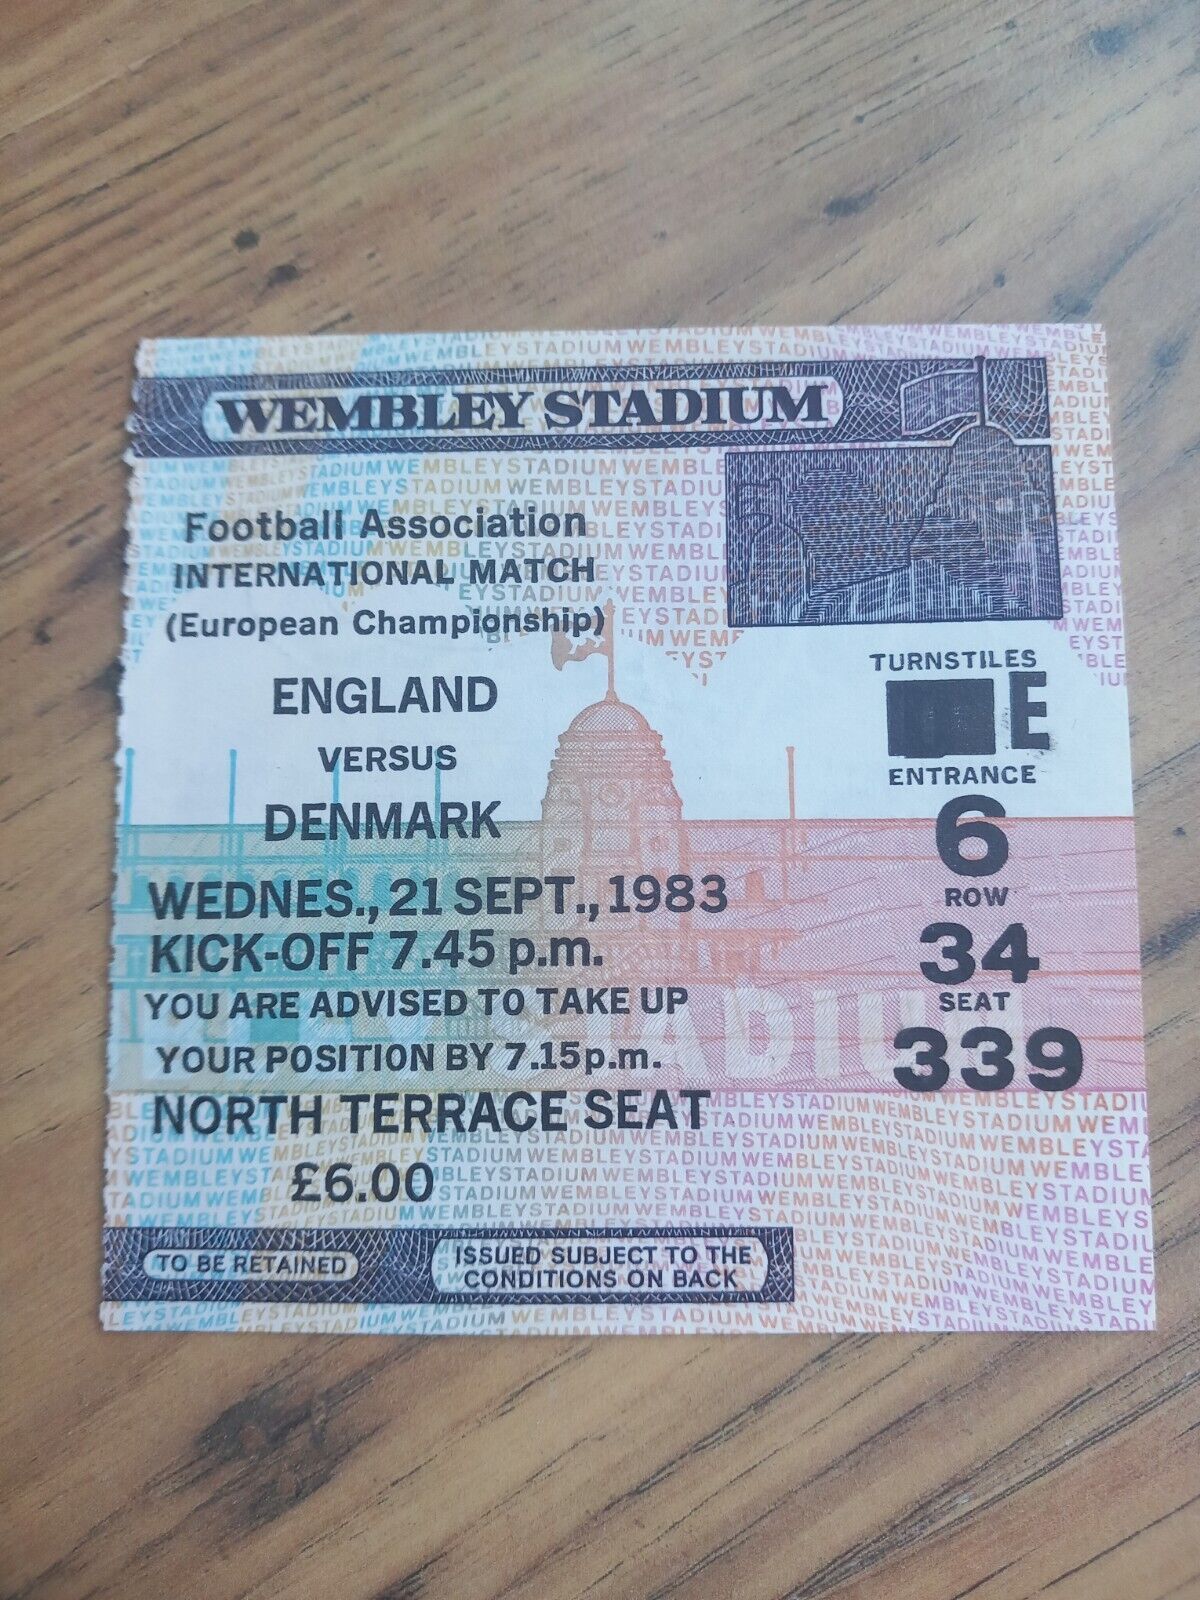 WEMBLEY STADIUM
Football Association
INTERNATIONAL MATCH
(European Championship)
ENGLAND
VERSUS
DENMARK
WEDNES., 21 SEPT., 1983
KICK-OFF 7.45 p.m.
YOU ARE ADVISED TO TAKE UP
YOUR POSITION BY 7.15p.m.
NORTH TERRACE SEAT
£6.00
TURNSTILES
E
ENTRANCE
6
ROW
34
SEAT
339
TO BE RETAINED
ISSUED SUBJECT TO THE
CONDITIONS ON BACK